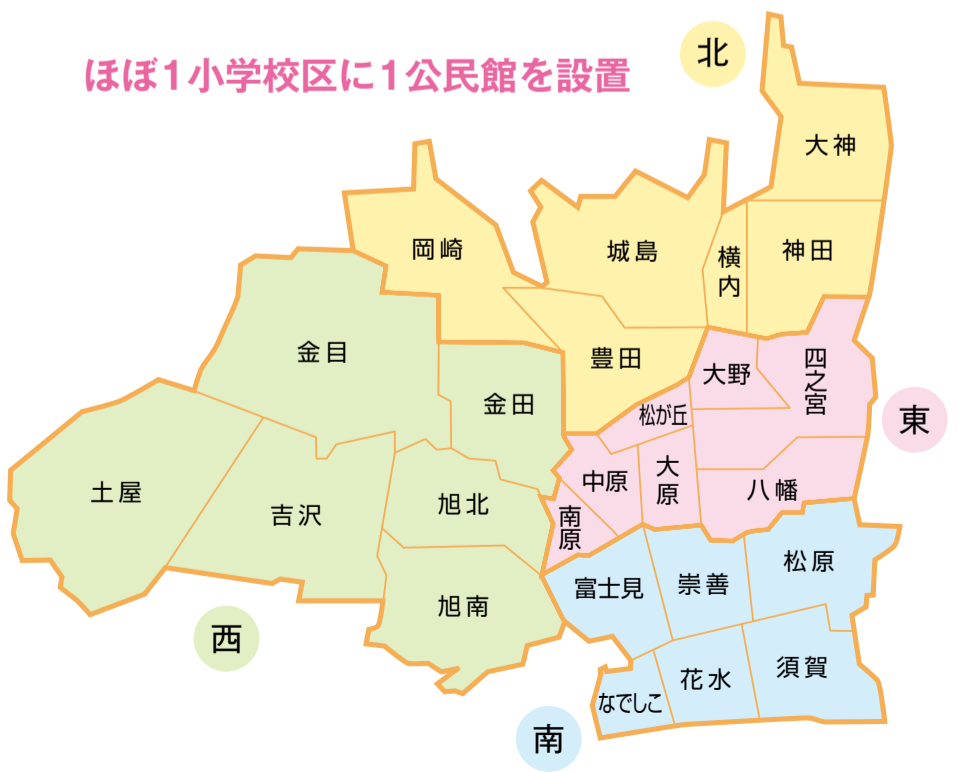 ほぼ1小学校区に1公民館を設置
北
大神
岡崎
城島
横内
神田
金目
豊田
四之宮
大野
金田
松が丘
東
土屋
中原
大原
八幡
吉沢
旭北
南原
松原
富士見
崇善
旭南
西
須賀
花水
なでしこ
南